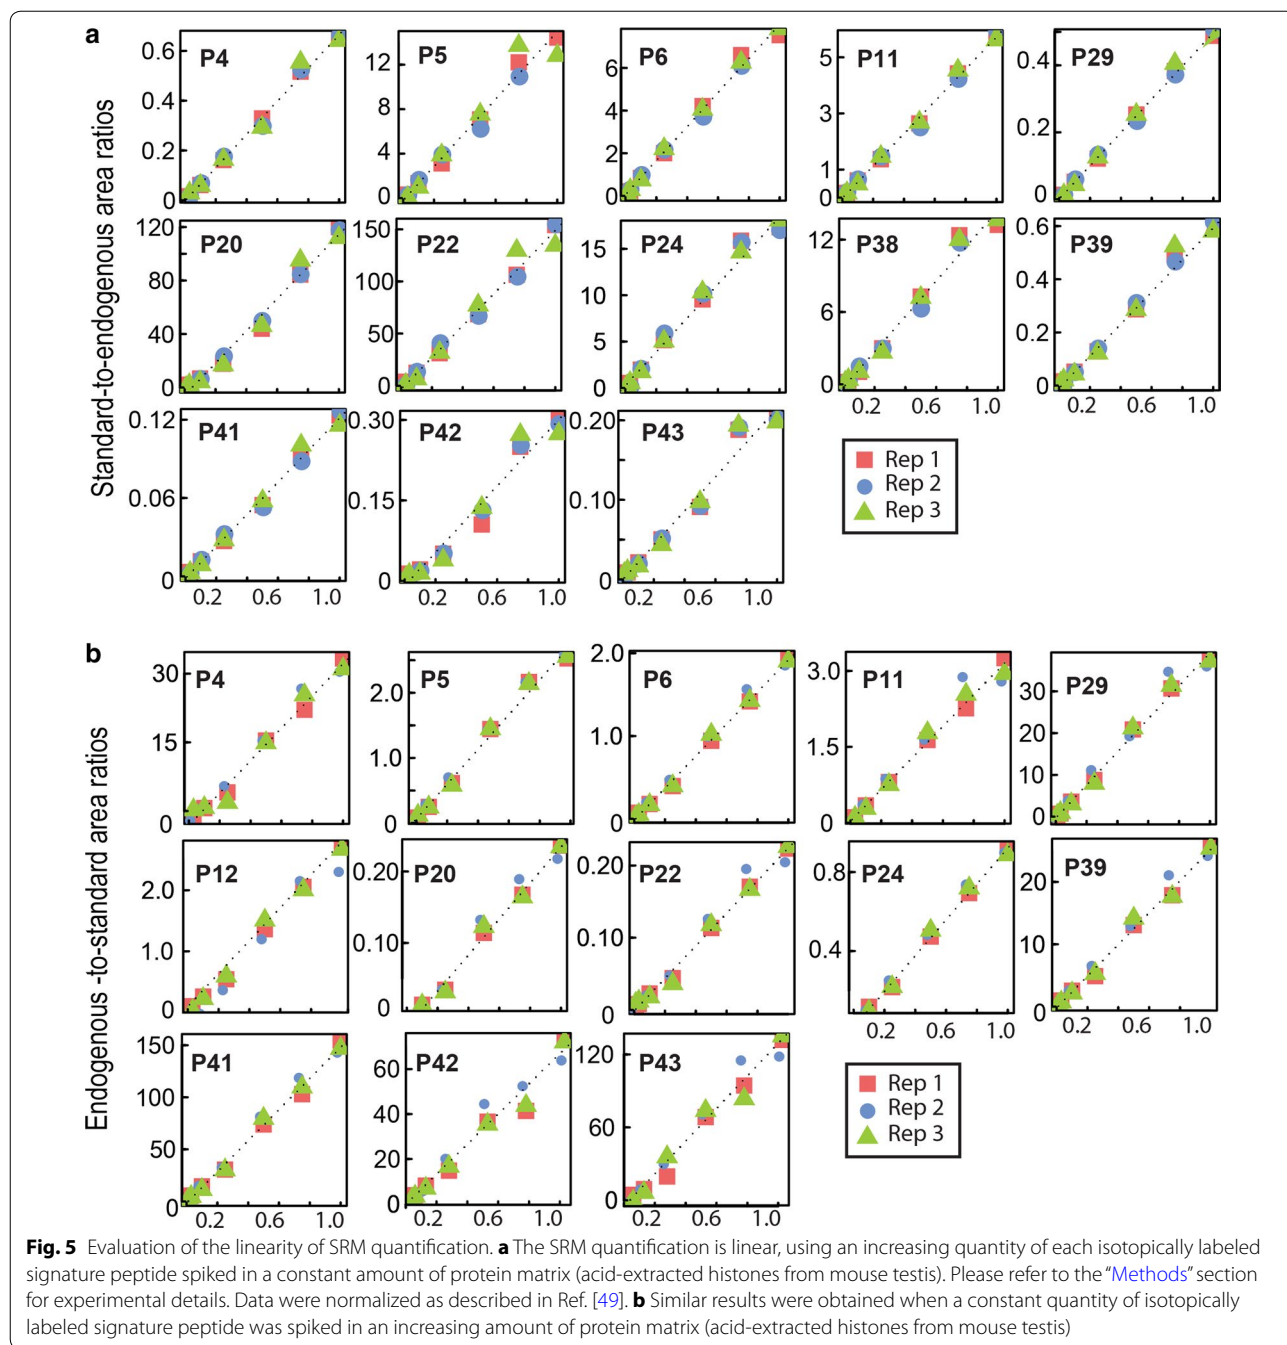 a
Standard-to-endogenous area ratios
P4
0.6
0.4
0.2
0
P5
12
8
4
0
P6
6
4
2
0
P11
5
3
1
0
P29
0.4
0.2
0
P20
120
80
40
0
P22
150
100
50
0
P24
15
10
5
0
P38
12
6
0
0.2 0.6 1.0
P39
0.6
0.4
0.2
0
0.2 0.6 1.0
P41
0.12
0.06
0
0.2 0.6 1.0
P42
0.30
0.15
0
0.2 0.6 1.0
P43
0.20
0.10
0
0.2 0.6 1.0
Rep 1
Rep 2
Rep 3
b
Endogenous -to-standard area ratios
P4
30
15
0
P5
2.0
1.0
0
P6
2.0
1.0
0
P11
3.0
1.5
0
P29
30
20
10
0
P12
2.0
1.0
0
P20
0.20
0.10
0
P22
0.20
0.10
0
P24
0.8
0.4
0.2 0.6 1.0
P39
20
10
0
0.2 0.6 1.0
P41
150
100
50
0
0.2 0.6 1.0
P42
60
40
20
0
0.2 0.6 1.0
P43
120
60
0
0.2 0.6 1.0
Rep 1
Rep 2
Rep 3
Fig. 5 Evaluation of the linearity of SRM quantification. a The SRM quantification is linear, using an increasing quantity of each isotopically labeled
signature peptide spiked in a constant amount of protein matrix (acid-extracted histones from mouse testis). Please refer to the “Methods” section
for experimental details. Data were normalized as described in Ref. [49]. b Similar results were obtained when a constant quantity of isotopically
labeled signature peptide was spiked in an increasing amount of protein matrix (acid-extracted histones from mouse testis)